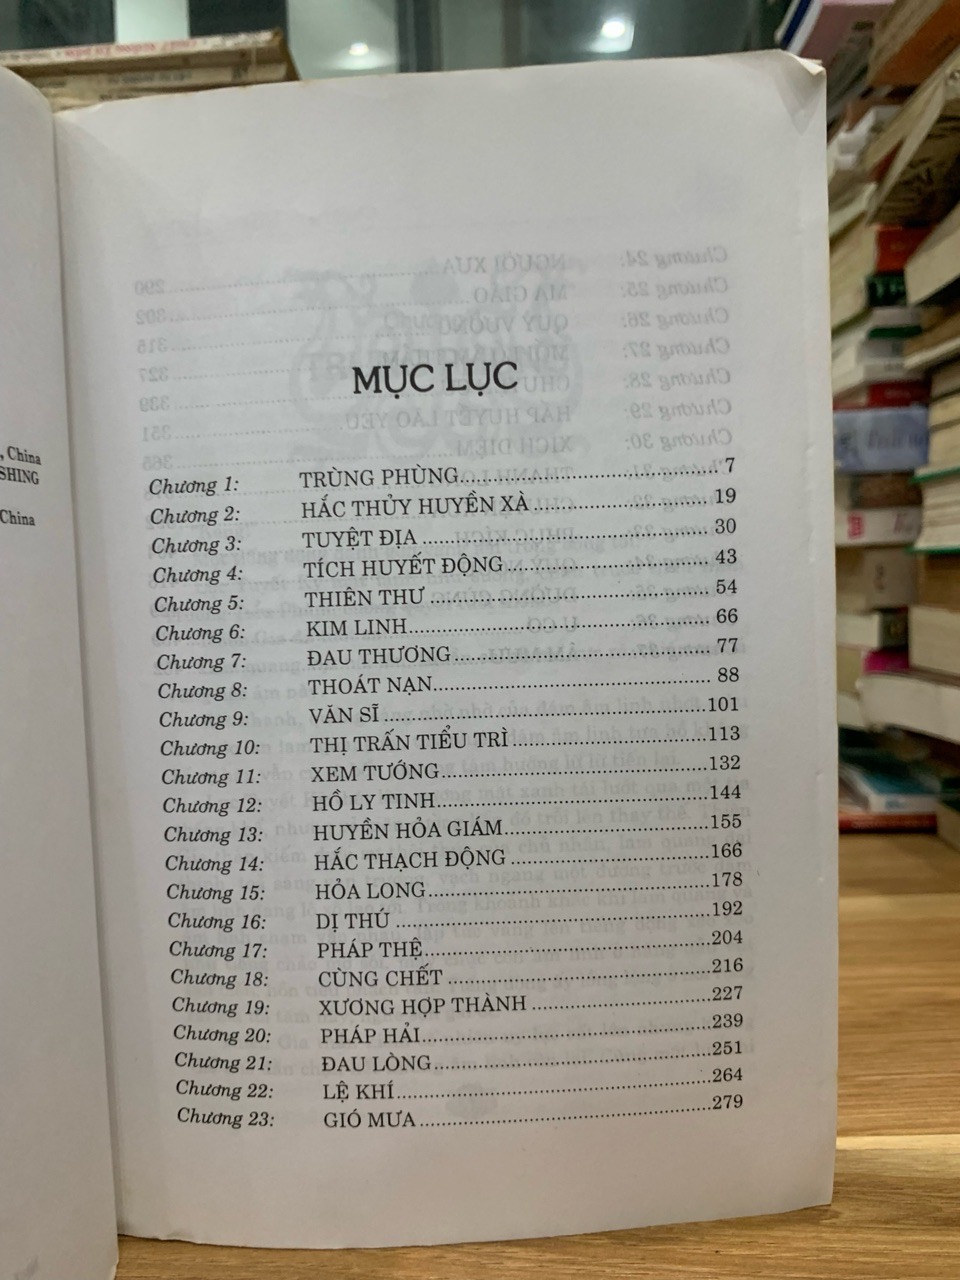 , China
SHING
China
MỤC LỤC
Chương 1: TRÙNG PHÙNG 7
Chương 2: HẮC THỦY HUYỀN XÀ 19
Chương 3: TUYỆT ĐỊA 30
Chương 4: TÍCH HUYẾT ĐỘNG 43
Chương 5: THIÊN THƯ 54
Chương 6: KIM LINH 66
Chương 7: ĐAU THƯƠNG 77
Chương 8: THOÁT NẠN 88
Chương 9: VĂN SĨ 101
Chương 10: THỊ TRẤN TIỂU TRÌ 113
Chương 11: XEM TƯỚNG 132
Chương 12: HỒ LY TINH 144
Chương 13: HUYỀN HỎA GIÁM 155
Chương 14: HẮC THẠCH ĐỘNG 166
Chương 15: HỎA LONG 178
Chương 16: DỊ THÚ 192
Chương 17: PHÁP THỆ 204
Chương 18: CÙNG CHẾT 216
Chương 19: XƯƠNG HỢP THÀNH 227
Chương 20: PHÁP HẢI 239
Chương 21: ĐAU LÒNG 251
Chương 22: LỆ KHÍ 264
Chương 23: GIÓ MƯA 279